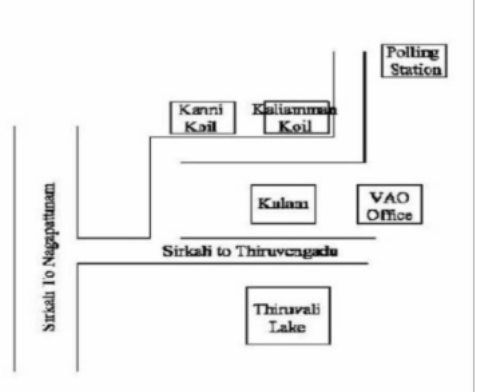 Polling
Station
Kanni
Koil
Kaliamman
Koil
Kulam
VAO
Office
Sirkali To Nagapattinam
Sirkali to Thiruvengadu
Thiruvali
Lake